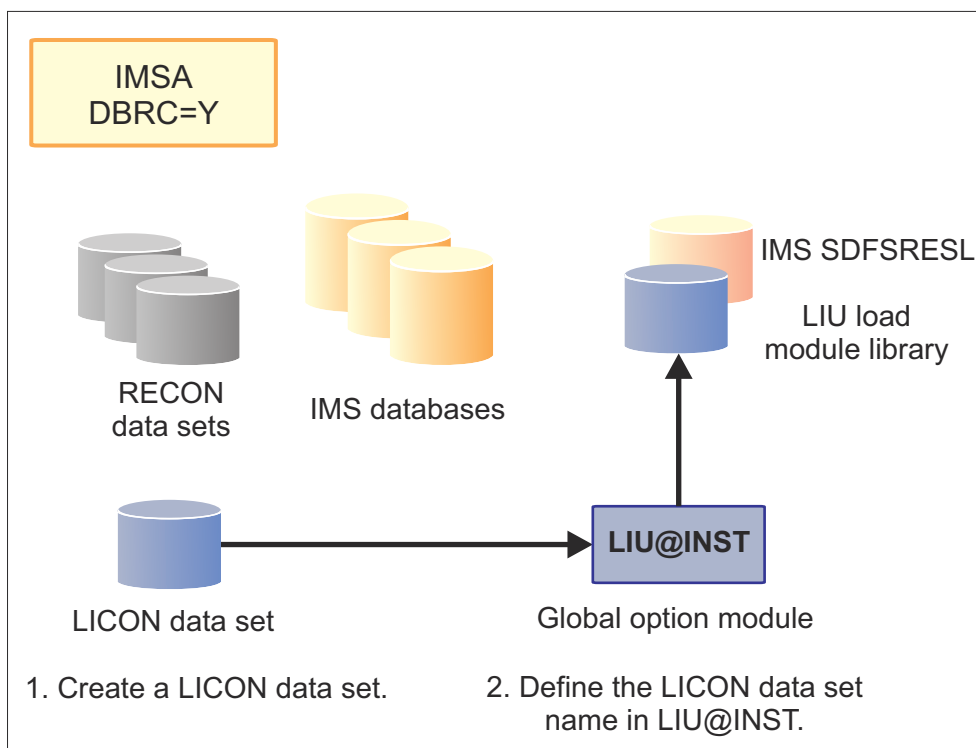 IMSA
DBRC=Y
IMS SDFSRESL
LIU load
module library
RECON
data sets
IMS databases
LIU@INST
LICON data set
Global option module
1. Create a LICON data set.
2. Define the LICON data set
name in LIU@INST.